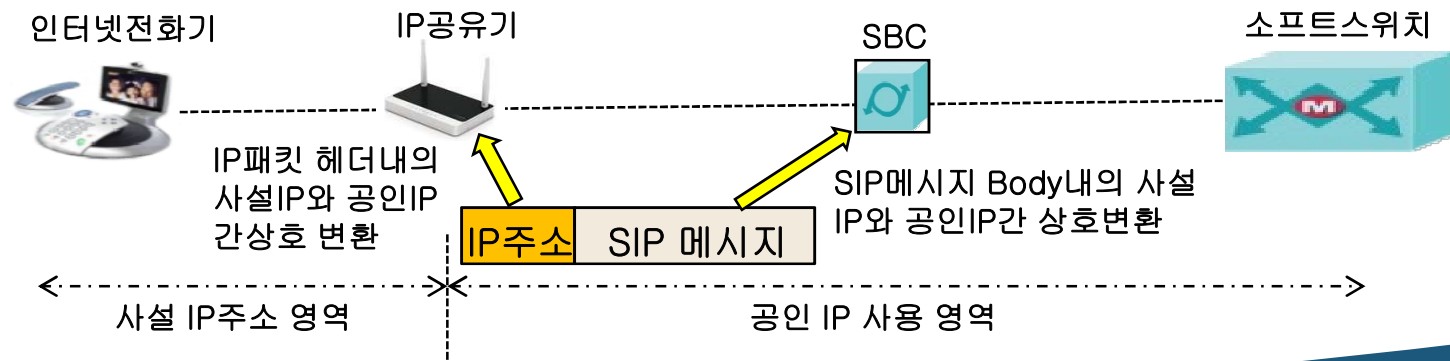 인터넷전화기
IP공유기
SBC
소프트스위치
M
IP패킷 헤더내의
사설IP와 공인IP
간상호 변환
SIP메시지 Body내의 사설
IP와 공인IP간 상호변환
IP주소
SIP 메시지
사설 IP주소 영역
공인 IP 사용 영역